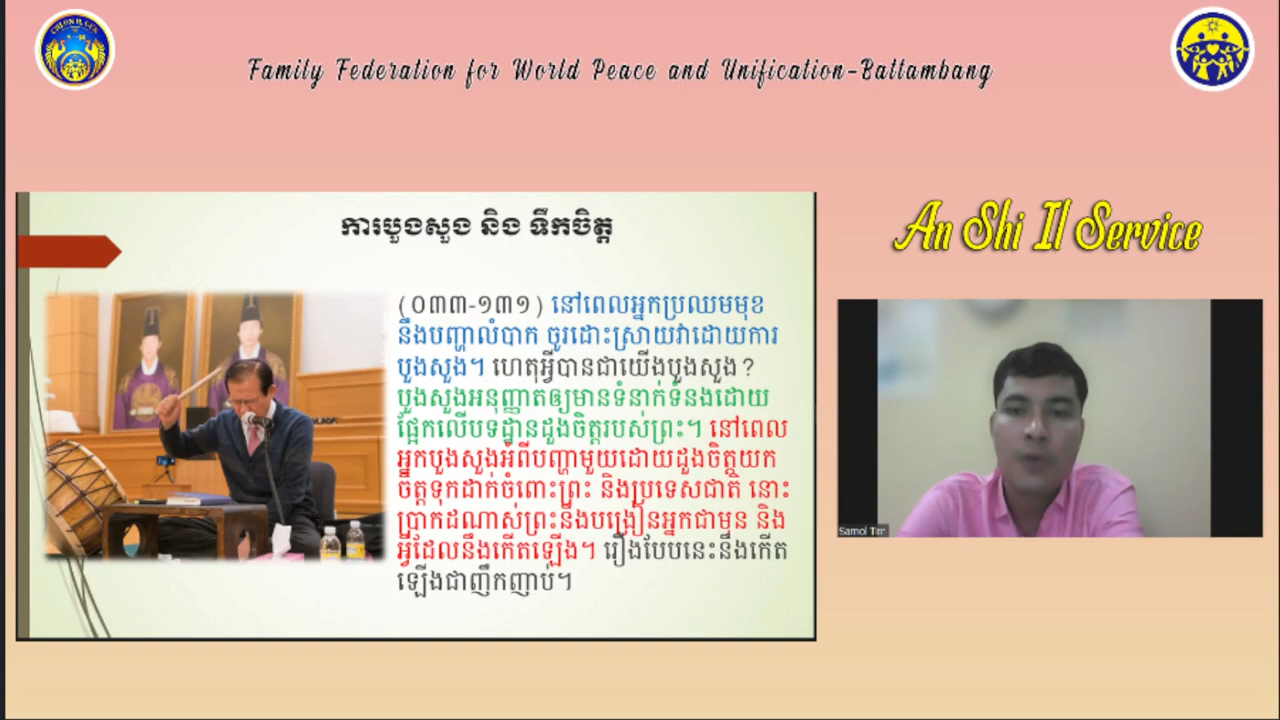 CHEON IL GUK
Family Federation for World Peace and Unification-Battambang
ការបួងសួង និង ទឹកចិត្ត
(០៣៣-១៣១) នៅពេលអ្នកប្រឈមមុខ
នឹងបញ្ហាលំបាក ចូរដោះស្រាយវាដោយការ
បួងសួង។ ហេតុអ្វីបានជាយើងបួងសួង?
បួងសួងអនុញ្ញាតឲ្យមានទំនាក់ទំនងដោយ
ផ្អែកលើបទដ្ឋានដួងចិត្តរបស់ព្រះ។ នៅពេល
អ្នកបួងសួងអំពីបញ្ហាមួយដោយដួងចិត្តយក
ចិត្តទុកដាក់ចំពោះព្រះ និងប្រទេសជាតិ នោះ
ប្រាកដណាស់ព្រះនឹងបង្រៀនអ្នកជាមុន និង
អ្វីដែលនឹងកើតឡើង។ រឿងបែបនេះនឹងកើត
ឡើងជាញឹកញាប់។
An Shi Il Service
Samol Tim